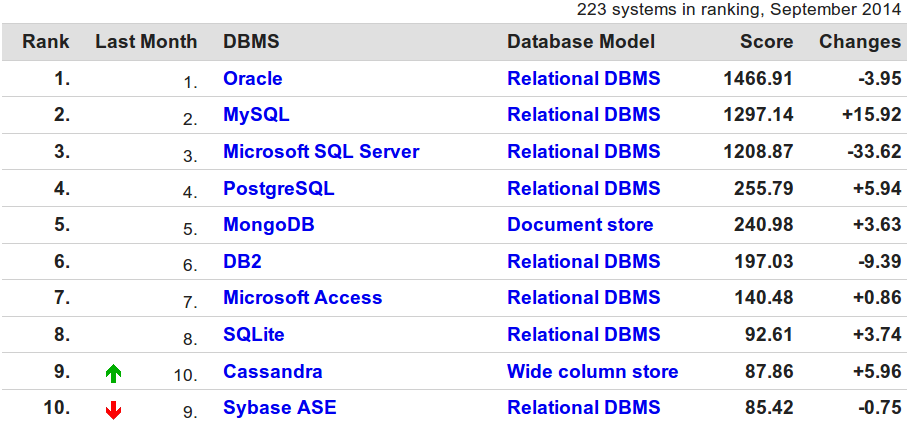 223 systems in ranking, September 2014
Rank Last Month DBMS Database Model Score Changes
1. 1. Oracle Relational DBMS 1466.91 -3.95
2. 2. MySQL Relational DBMS 1297.14 +15.92
3. 3. Microsoft SQL Server Relational DBMS 1208.87 -33.62
4. 4. PostgreSQL Relational DBMS 255.79 +5.94
5. 5. MongoDB Document store 240.98 +3.63
6. 6. DB2 Relational DBMS 197.03 -9.39
7. 7. Microsoft Access Relational DBMS 140.48 +0.86
8. 8. SQLite Relational DBMS 92.61 +3.74
9. 10. Cassandra Wide column store 87.86 +5.96
10. 9. Sybase ASE Relational DBMS 85.42 -0.75